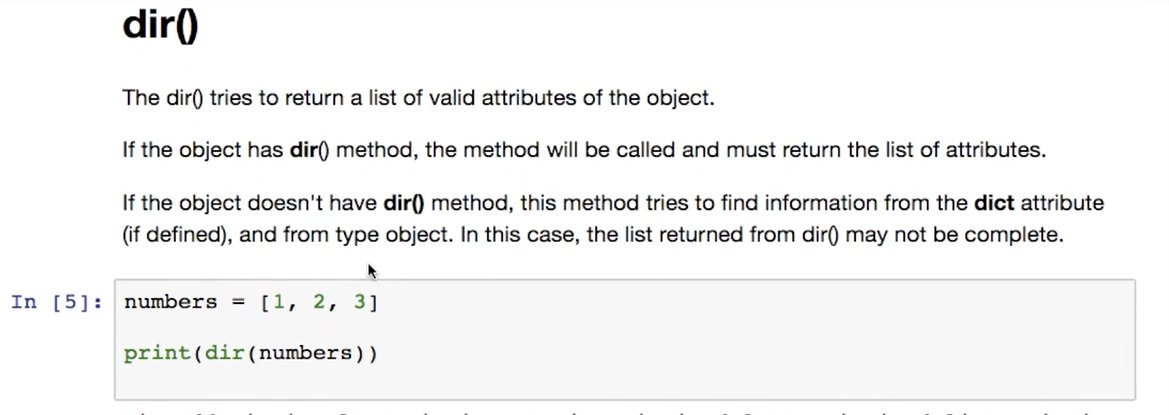 dir()
The dir() tries to return a list of valid attributes of the object.
If the object has dir() method, the method will be called and must return the list of attributes.
If the object doesn't have dir() method, this method tries to find information from the dict attribute
(if defined), and from type object. In this case, the list returned from dir() may not be complete.
In [5]: numbers = [1, 2, 3]
print(dir(numbers))